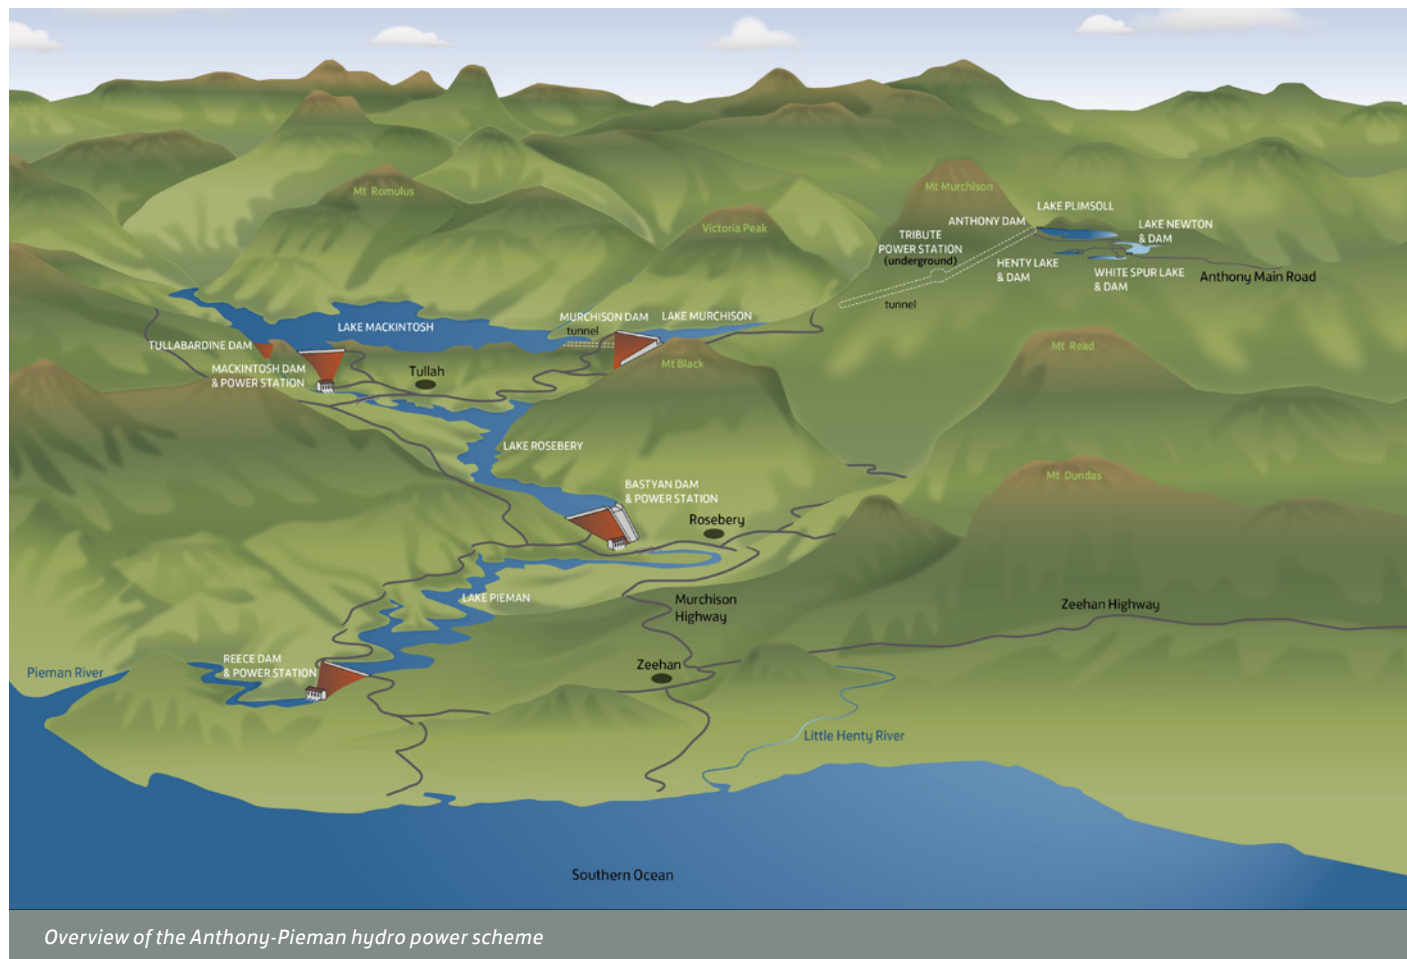 Mt Romulus
Mt Murchison
Victoria Peak
ANTHONY DAM
LAKE PLIMSOLL
LAKE NEWTON
& DAM
TRIBUTE
POWER STATION
(underground)
HENTY LAKE
& DAM
WHITE SPUR LAKE
& DAM
Anthony Main Road
tunnel
LAKE MACKINTOSH
MURCHISON DAM
LAKE MURCHISON
tunnel
TULLABARDINE DAM
MACKINTOSH DAM
& POWER STATION
Tullah
Mt Black
Mt Read
LAKE ROSEBERY
BASTYAN DAM
& POWER STATION
Mt Dundas
Rosebery
LAKE PIEMAN
Murchison
Highway
Zeehan Highway
REECE DAM
& POWER STATION
Pieman River
Zeehan
Little Henty River
Southern Ocean
Overview of the Anthony-Pieman hydro power scheme